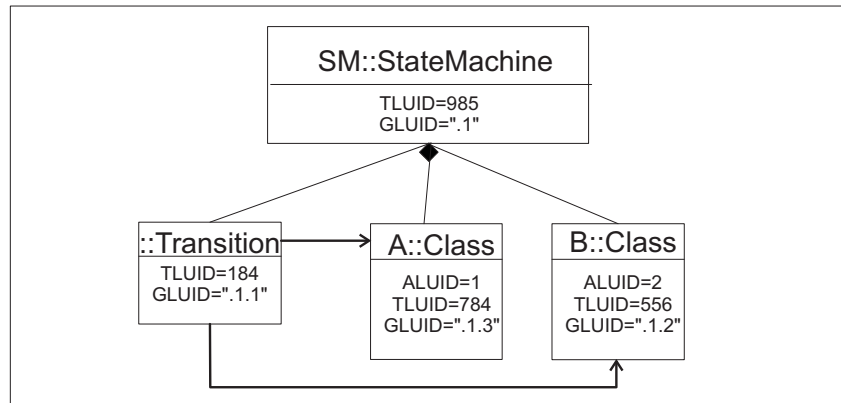 SM::StateMachine
TLUID=985
GLUID=".1"
::Transition
TLUID=184
GLUID=".1.1"
A::Class
ALUID=1
TLUID=784
GLUID=".1.3"
B::Class
ALUID=2
TLUID=556
GLUID=".1.2"